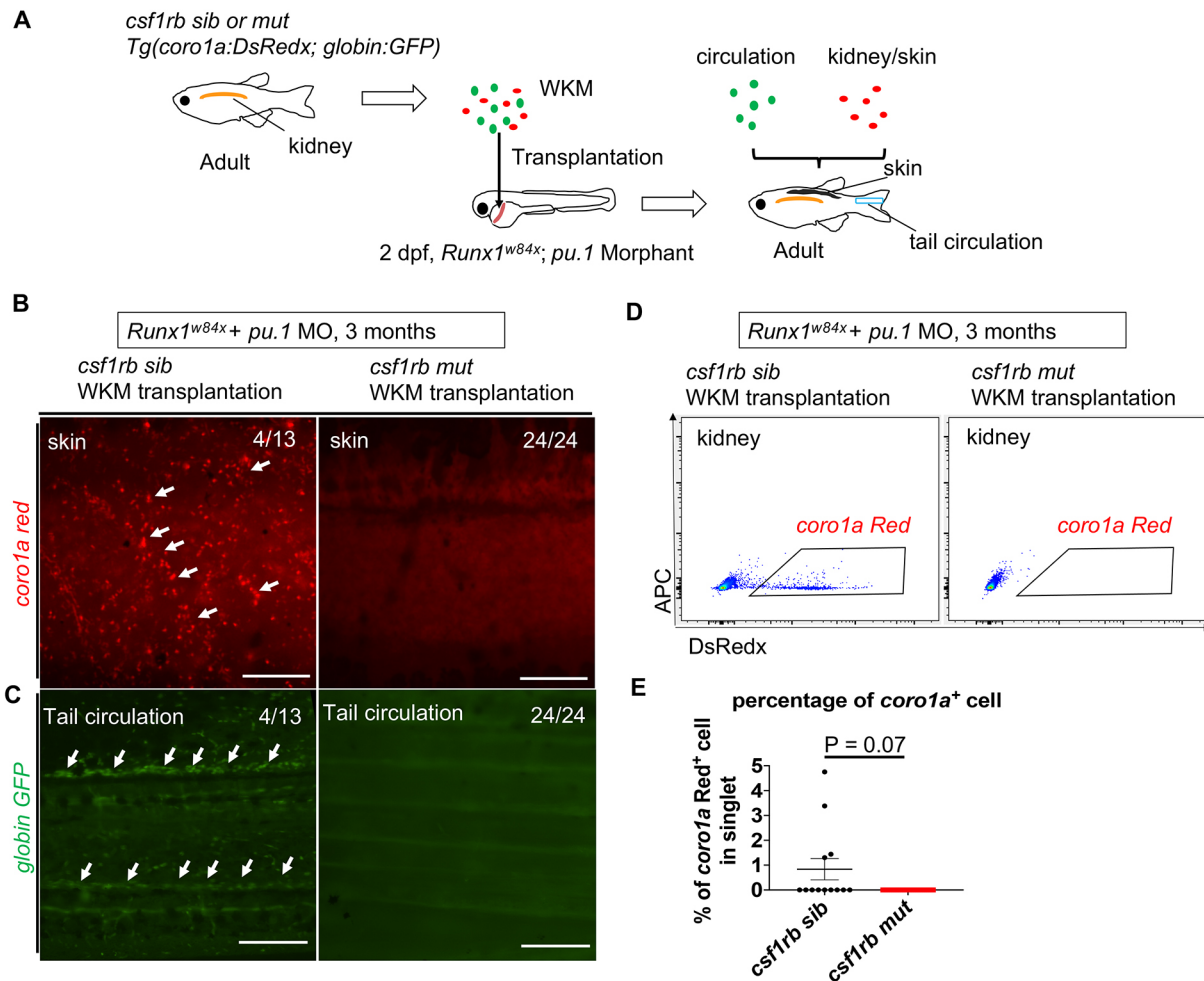 A
csf1rb sib or mut
Tg(coro1a:DsRedx; globin:GFP)
kidney
Adult
WKM
Transplantation
2 dpf, Runx1w84x; pu.1 Morphant
circulation
kidney/skin
skin
tail circulation
Adult
B
Runx1w84x + pu.1 MO, 3 months
csf1rb sib
WKM transplantation
csf1rb mut
WKM transplantation
coro1a red
skin
4/13
skin
24/24
C
globin GFP
Tail circulation
4/13
Tail circulation
24/24
D
Runx1w84x + pu.1 MO, 3 months
csf1rb sib
WKM transplantation
csf1rb mut
WKM transplantation
kidney
coro1a Red
kidney
coro1a Red
APC
DsRedx
E
percentage of coro1a+ cell
P = 0.07
% of coro1a Red+ cell
in singlet
5
4
3
2
1
0
csf1rb sib
csf1rb mut